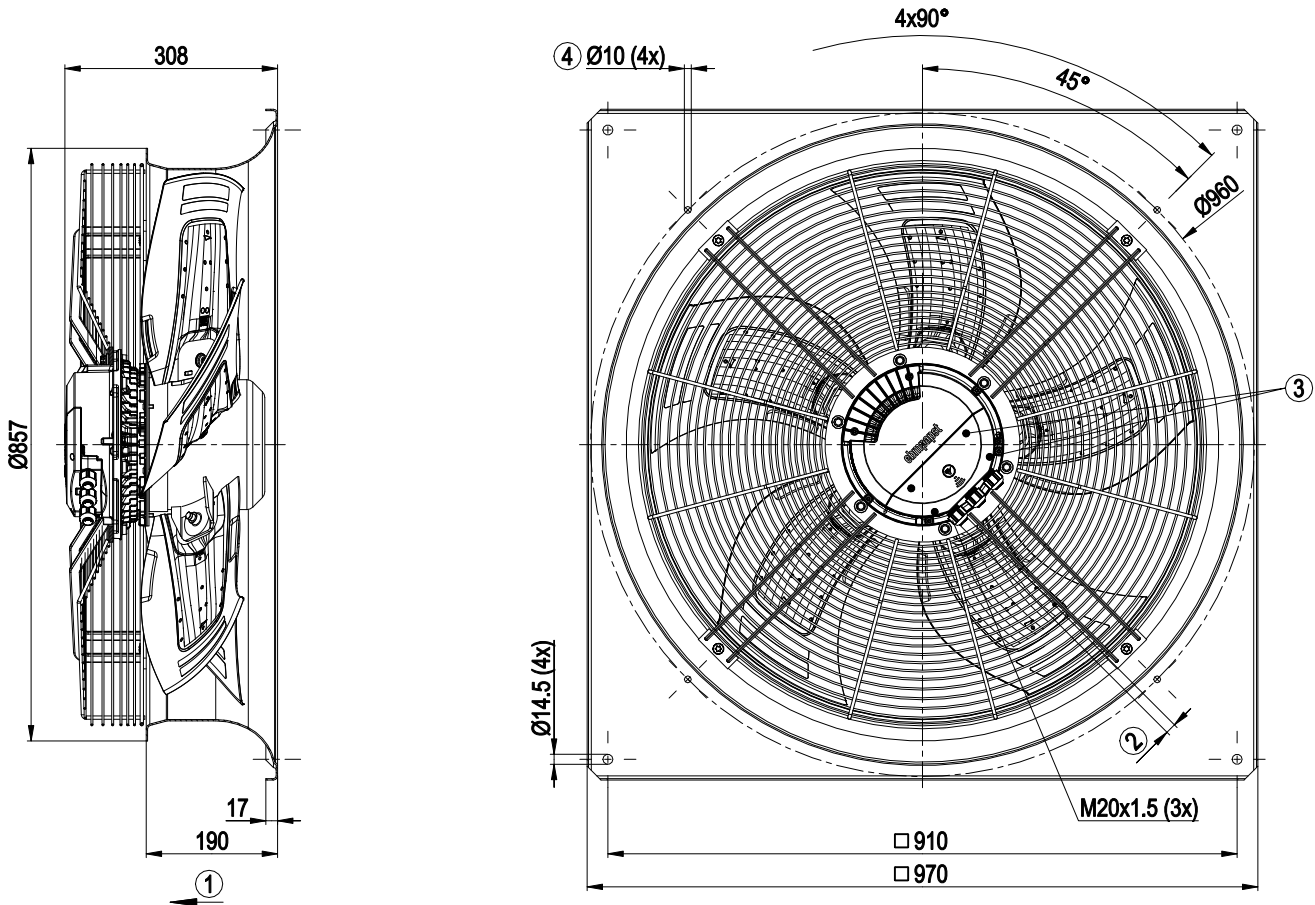 4x90°
308
④ Ø10 (4x)
45°
Ø960
③
Ø857
ebmpapst
Ø14.5 (4x)
②
17
M20x1.5 (3x)
190
□ 910
□ 970
①